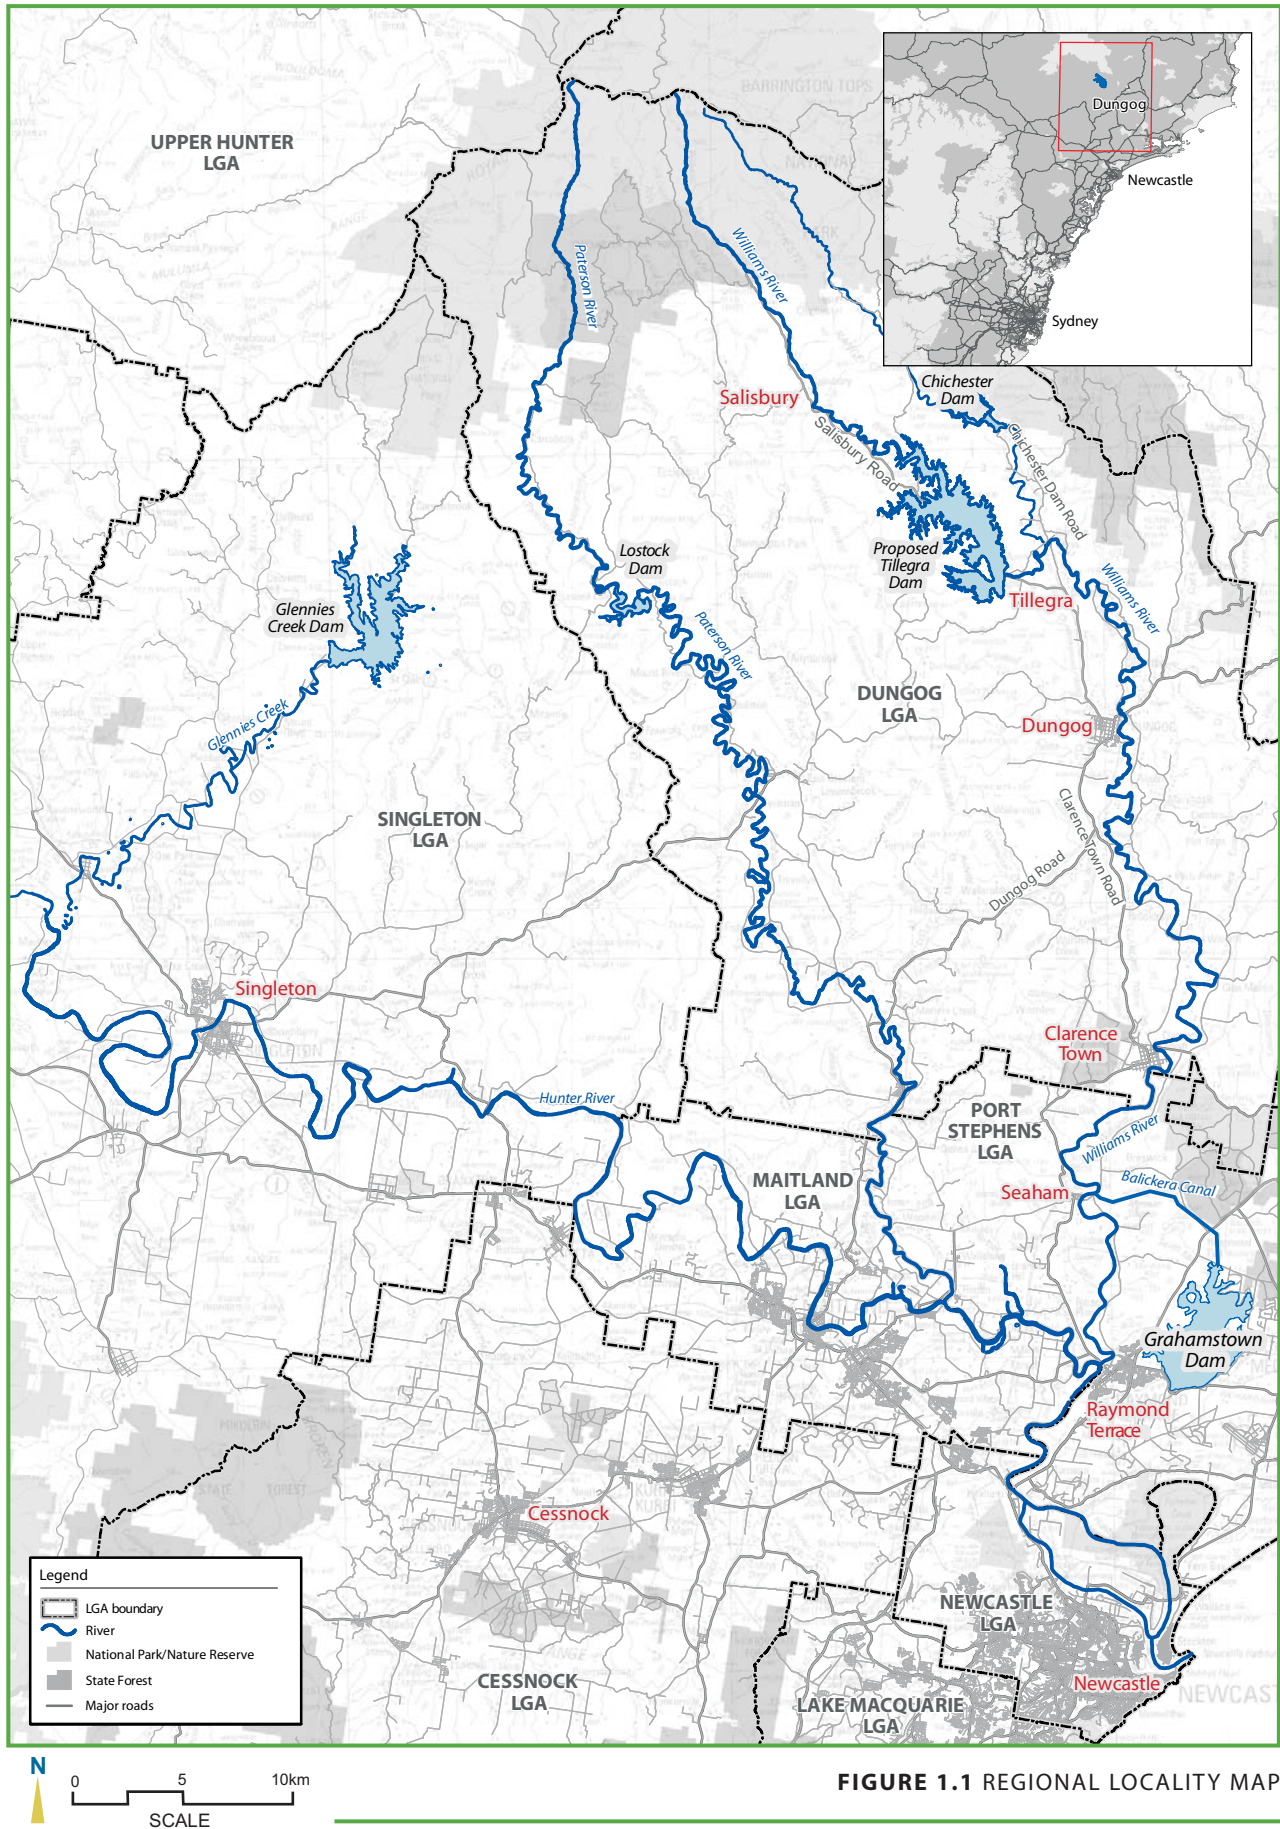 UPPER HUNTER
LGA
BARRINGTON TOPS
Dungog
Newcastle
Sydney
Paterson River
Williams River
Salisbury
Salisbury Road
Chichester
Dam
Chichester Dam Road
Lostock
Dam
Proposed
Tillegra
Dam
Tillegra
Williams River
Glennies
Creek Dam
Paterson River
DUNGOG
LGA
Glennies Creek
Dungog
SINGLETON
LGA
Clarence Town Road
Dungog Road
Singleton
Clarence
Town
Hunter River
PORT
STEPHENS
LGA
Williams River
MAITLAND
LGA
Seaham
Balickera Canal
Grahamstown
Dam
Raymond
Terrace
STATE FOREST
Cessnock
NEWCASTLE
LGA
CESSNOCK
LGA
Newcastle
LAKE MACQUARIE
LGA
Legend
LGA boundary
River
National Park/Nature Reserve
State Forest
Major roads
N
0 5 10km
SCALE
FIGURE 1.1 REGIONAL LOCALITY MAP